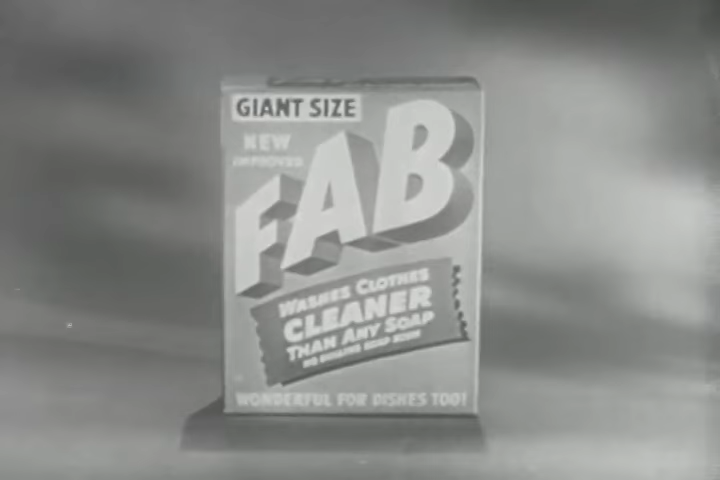 GIANT SIZE
NEW
IMPROVED
FAB
WASHES CLOTHES
CLEANER
THAN ANY SOAP
WONDERFUL FOR DISHES TOO!